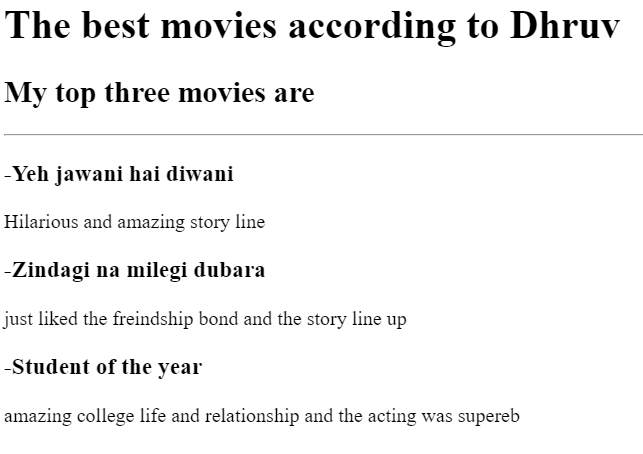 The best movies according to Dhruv
My top three movies are
-Yeh jawani hai diwani
Hilarious and amazing story line
-Zindagi na milegi dubara
just liked the freindship bond and the story line up
-Student of the year
amazing college life and relationship and the acting was supereb